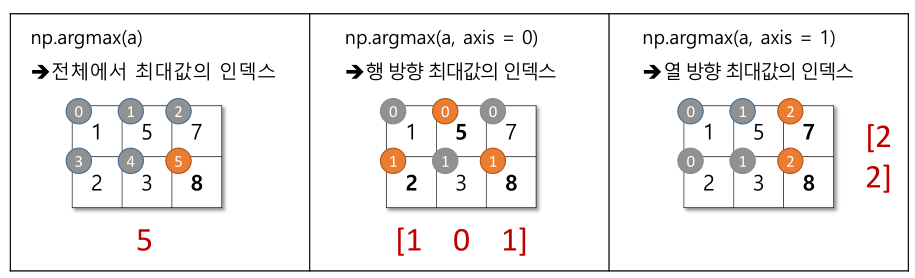 np.argmax(a)
➔전체에서 최대값의 인덱스
0 1 2
1 5 7
3 4 5
2 3 8
5
np.argmax(a, axis = 0)
➔행 방향 최대값의 인덱스
0 0 0
1 5 7
1 1 1
2 3 8
[1 0 1]
np.argmax(a, axis = 1)
➔열 방향 최대값의 인덱스
0 1 2
1 5 7
0 1 2
2 3 8
[2
2]